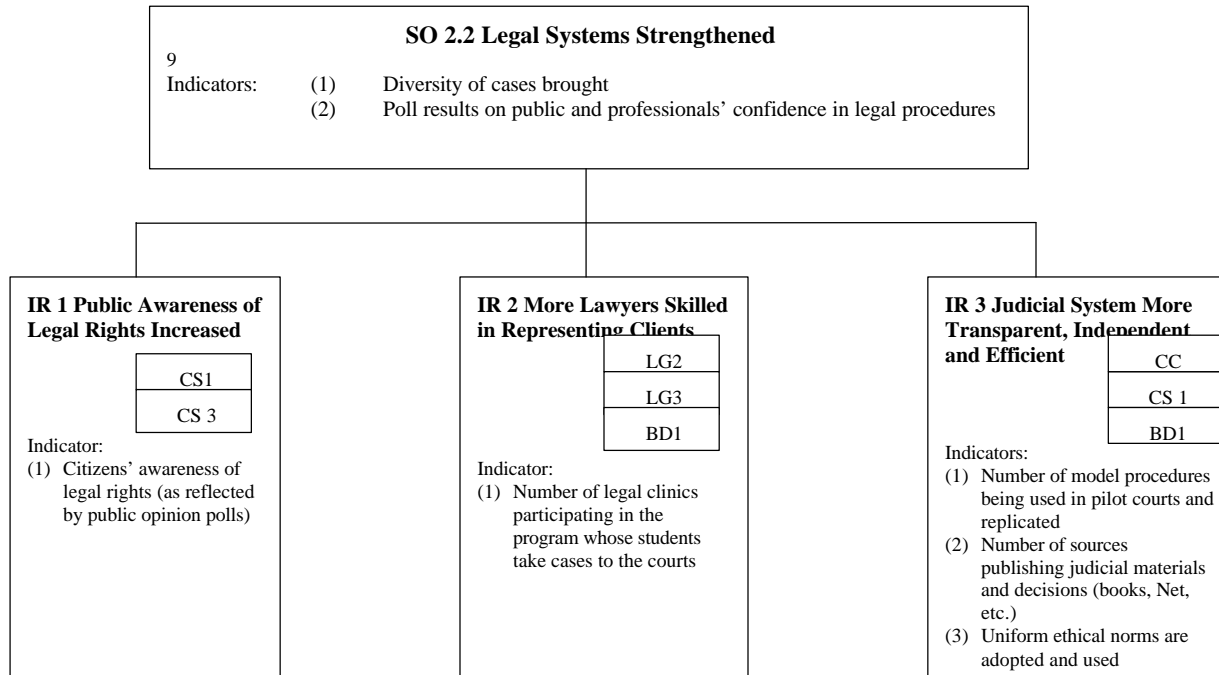 SO 2.2 Legal Systems Strengthened
9
Indicators: (1) Diversity of cases brought
(2) Poll results on public and professionals’ confidence in legal procedures
IR 1 Public Awareness of
Legal Rights Increased
CS1
CS 3
Indicator:
(1) Citizens’ awareness of
legal rights (as reflected
by public opinion polls)
IR 2 More Lawyers Skilled
in Representing Clients
LG2
LG3
BD1
Indicator:
(1) Number of legal clinics
participating in the
program whose students
take cases to the courts
IR 3 Judicial System More
Transparent, Independent
and Efficient
CC
CS 1
BD1
Indicators:
(1) Number of model procedures
being used in pilot courts and
replicated
(2) Number of sources
publishing judicial materials
and decisions (books, Net,
etc.)
(3) Uniform ethical norms are
adopted and used